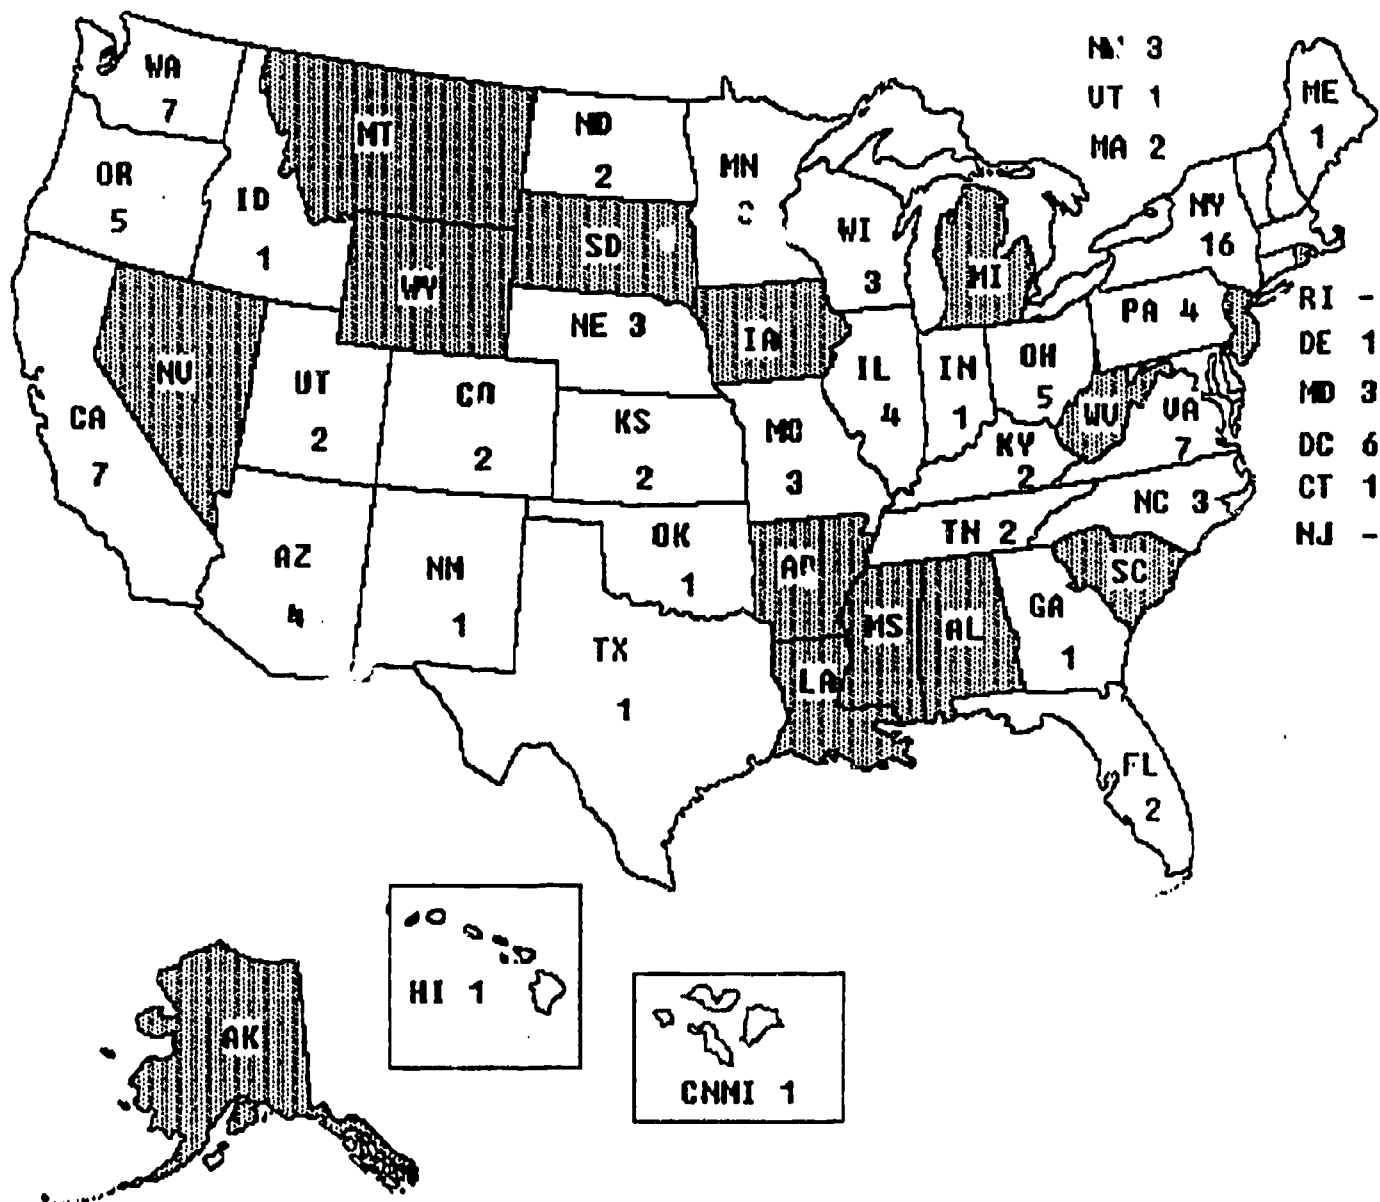 WA
7
MT
ND
2
MN
3
UT 1
MA 2
ME
1
OR
5
ID
1
WY
SD
WI
3
MI
NY
16
NV
UT
2
CO
2
NE 3
IA
IL
4
IN
1
OH
5
PA 4
RI -
DE 1
MD 3
DC 6
CT 1
NJ -
CA
7
KS
2
MO
3
KY
2
WV
VA
7
NC 3
AZ
4
NM
1
OK
1
AR
TN 2
SC
TX
1
LA
MS
AL
GA
1
FL
2
HI 1
AK
CNMI 1